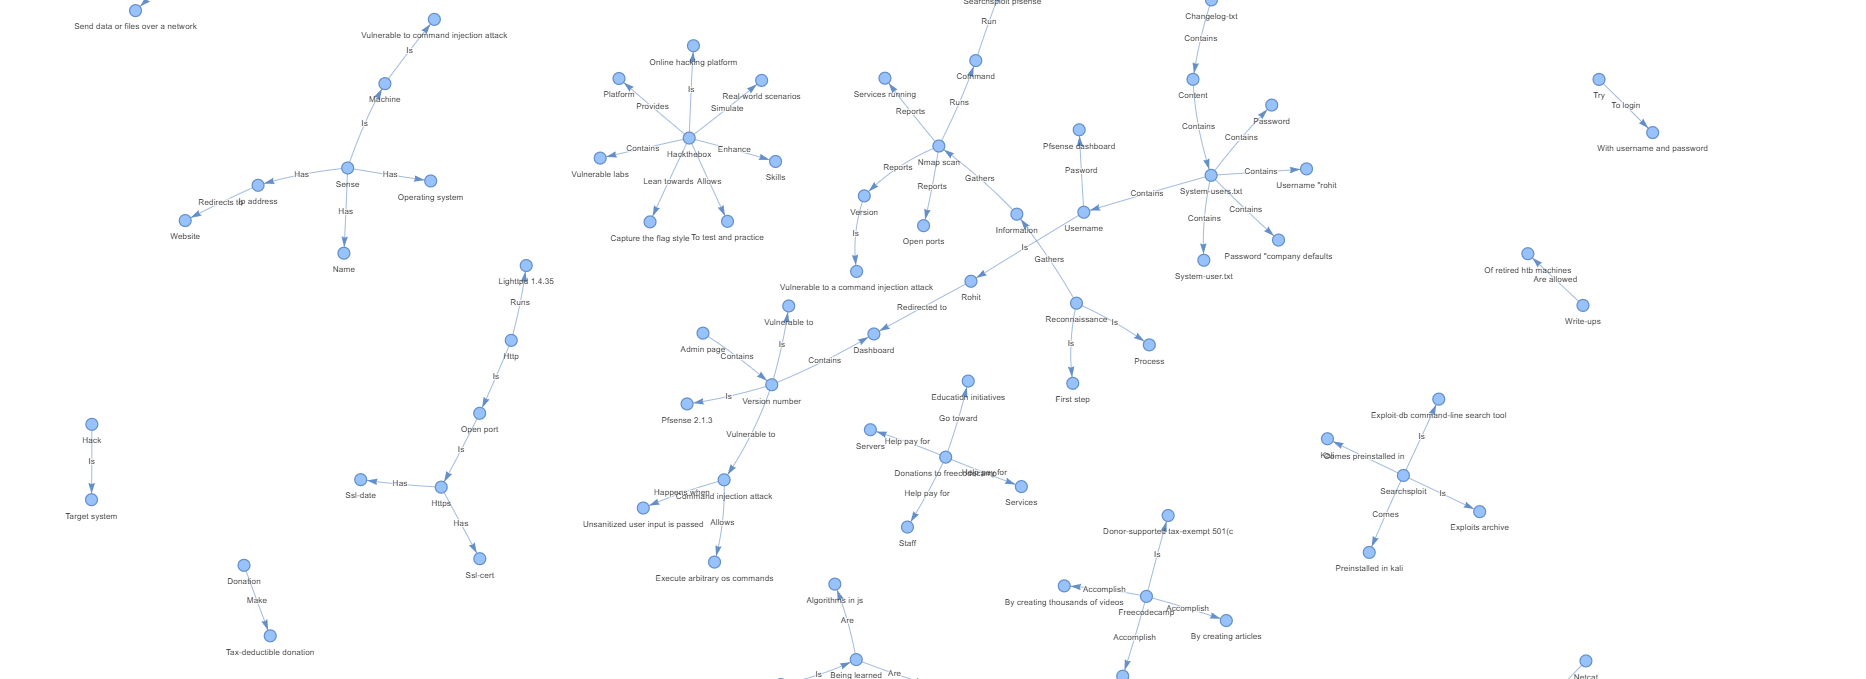 Send data or files over a network
Vulnerable to command injection attack
Is
Machine
Is
Has
Sense
Has
Operating system
Redirects to
Ip address
Has
Website
Name
Online hacking platform
Platform
Is
Real world scenarios
Provides
Simulate
Contains
Hackthebox
Enhance
Vulnerable labs
Skills
Lean towards
Allows
Capture the flag style
To test and practice
Searchsploit pfsense
Run
Command
Services running
Runs
Reports
Nmap scan
Reports
Gathers
Reports
Version
Information
Is
Open ports
Vulnerable to a command injection attack
Pfsense dashboard
Pasword
Username
Is
Gathers
Rohit
Redirected to
Reconnaissance
Is
Is
Process
First step
Changelog-txt
Contains
Content
Contains
Password
Contains
Contains
System-users.txt
Username "rohit
Contains
Contains
Contains
Password "company defaults
System-user.txt
Try
To login
With username and password
Of retired htb machines
Are allowed
Write-ups
Lighttpd 1.4.35
Runs
Http
Is
Open port
Is
Has
Ssl-date
Https
Has
Ssl-cert
Hack
Is
Target system
Donation
Make
Tax-deductible donation
Vulnerable to
Is
Admin page
Contains
Contains
Dashboard
Is
Version number
Pfsense 2.1.3
Vulnerable to
Happens when
Command injection attack
Unsanitized user input is passed
Allows
Execute arbitrary os commands
Education initiatives
Go toward
Servers
Help pay for
Donations to freecodecamp
Help pay for
Help pay for
Services
Staff
Exploit-db command-line search tool
Is
Kali
Comes preinstalled in
Searchsploit
Is
Comes
Exploits archive
Preinstalled in kali
Donor-supported tax-exempt 501(c
Is
Accomplish
By creating thousands of videos
Freecodecamp
Accomplish
Accomplish
By creating articles
Algorithms in js
Are
Is
Being learned
Are
Netcat